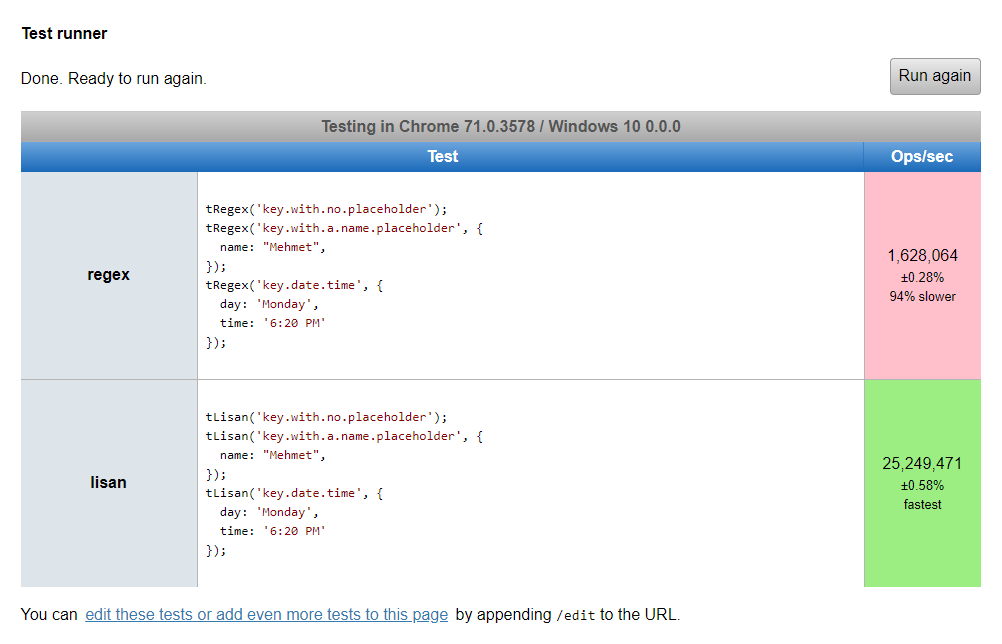 Test runner
Done. Ready to run again.
Run again
Testing in Chrome 71.0.3578 / Windows 10 0.0.0
Test Ops/sec
regex
tRegex('key.with.no.placeholder');
tRegex('key.with.a.name.placeholder', {
  name: "Mehmet",
});
tRegex('key.date.time', {
  day: 'Monday',
  time: '6:20 PM'
});
1,628,064
±0.28%
94% slower
lisan
tLisan('key.with.no.placeholder');
tLisan('key.with.a.name.placeholder', {
  name: "Mehmet",
});
tLisan('key.date.time', {
  day: 'Monday',
  time: '6:20 PM'
});
25,249,471
±0.58%
fastest
You can edit these tests or add even more tests to this page by appending /edit to the URL.